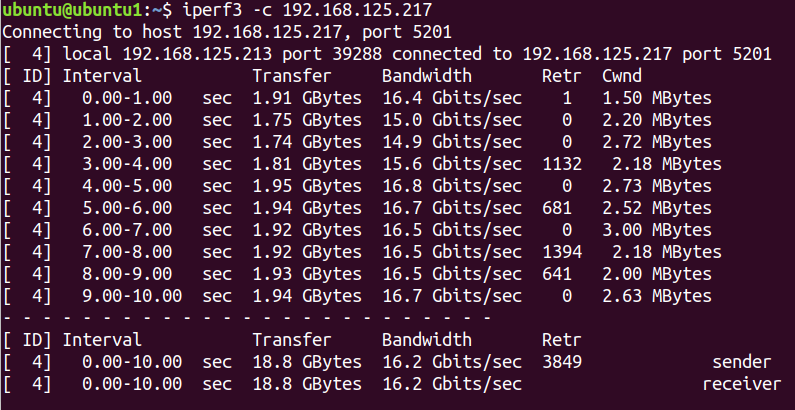 ubuntu@ubuntu1:~$ iperf3 -c 192.168.125.217
Connecting to host 192.168.125.217, port 5201
[  4] local 192.168.125.213 port 39288 connected to 192.168.125.217 port 5201
[ ID] Interval           Transfer     Bandwidth       Retr  Cwnd
[  4]   0.00-1.00   sec  1.91 GBytes  16.4 Gbits/sec    1   1.50 MBytes
[  4]   1.00-2.00   sec  1.75 GBytes  15.0 Gbits/sec    0   2.20 MBytes
[  4]   2.00-3.00   sec  1.74 GBytes  14.9 Gbits/sec    0   2.72 MBytes
[  4]   3.00-4.00   sec  1.81 GBytes  15.6 Gbits/sec  1132   2.18 MBytes
[  4]   4.00-5.00   sec  1.95 GBytes  16.8 Gbits/sec    0   2.73 MBytes
[  4]   5.00-6.00   sec  1.94 GBytes  16.7 Gbits/sec  681   2.52 MBytes
[  4]   6.00-7.00   sec  1.92 GBytes  16.5 Gbits/sec    0   3.00 MBytes
[  4]   7.00-8.00   sec  1.92 GBytes  16.5 Gbits/sec  1394   2.18 MBytes
[  4]   8.00-9.00   sec  1.93 GBytes  16.5 Gbits/sec  641   2.00 MBytes
[  4]   9.00-10.00  sec  1.94 GBytes  16.7 Gbits/sec    0   2.63 MBytes
- - - - - - - - - - - - - - - - - - - - - - - - -
[ ID] Interval           Transfer     Bandwidth       Retr
[  4]   0.00-10.00  sec  18.8 GBytes  16.2 Gbits/sec  3849             sender
[  4]   0.00-10.00  sec  18.8 GBytes  16.2 Gbits/sec                  receiver